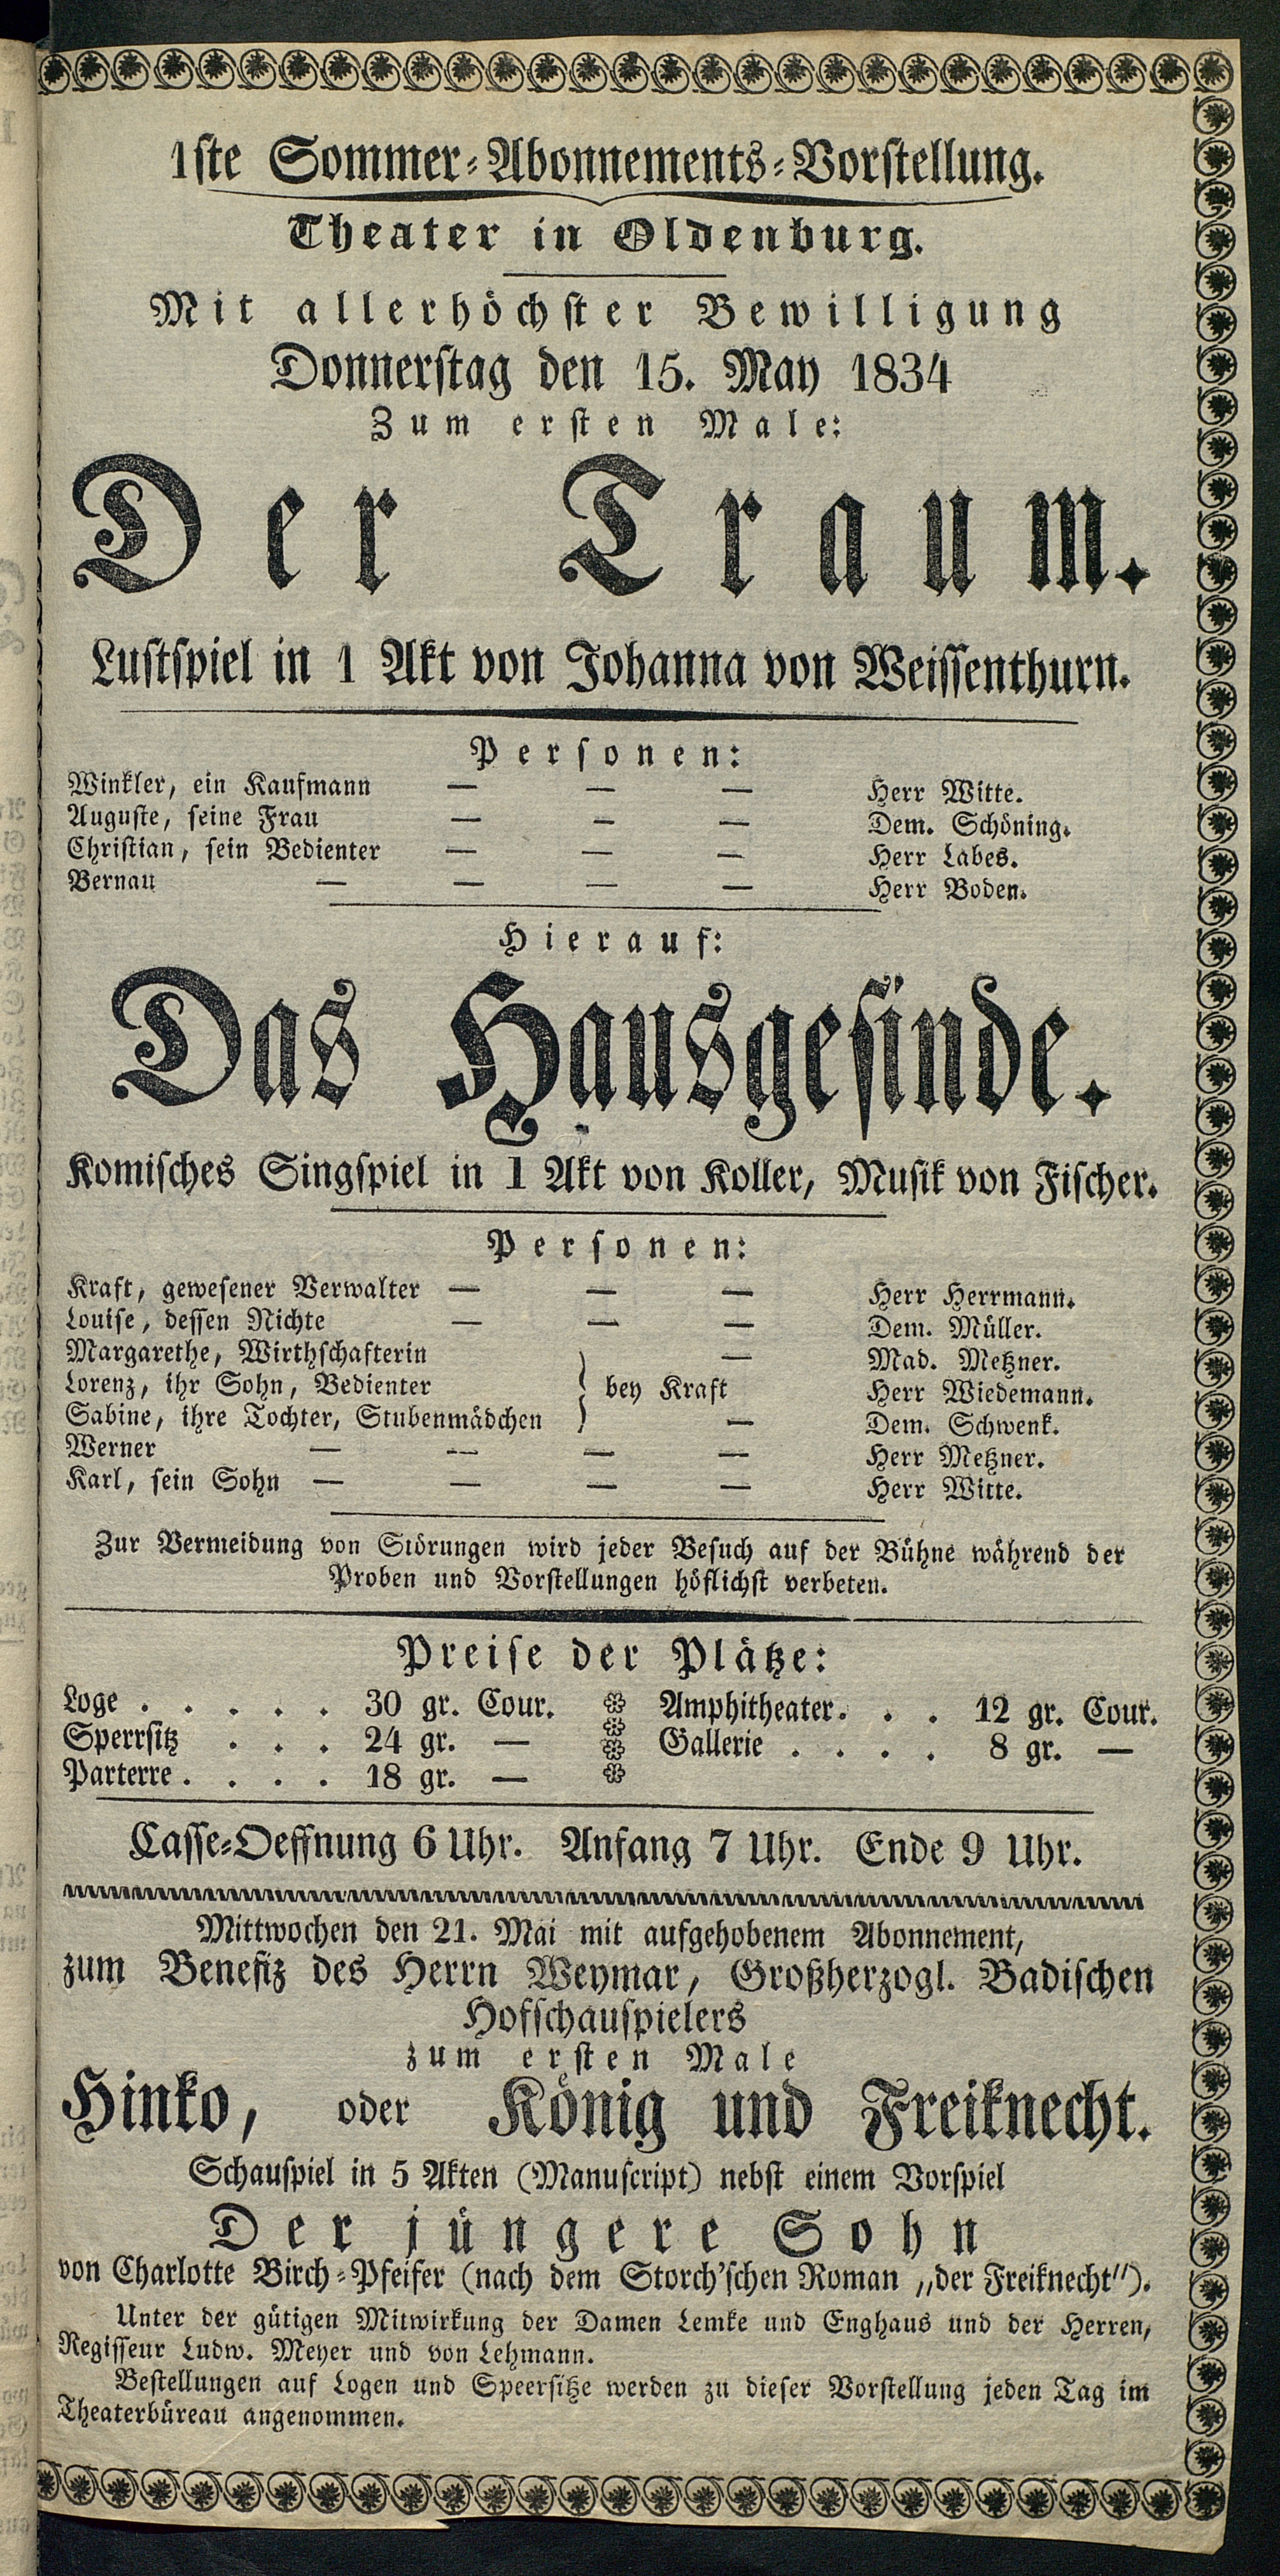 1ste Sommer-Abonnements-Vorstellung.
Theater in Oldenburg.
Mit allerhöchster Bewilligung
Donnerstag den 15. May 1834
Zum ersten Male:
Der Traum.
Lustspiel in 1 Akt von Johanna von Weissenthurn.
Personen:
Winkler, ein Kaufmann — — — Herr Witte.
Auguste, seine Frau — — — Dem. Schöning.
Christian, sein Bedienter — — — Herr Labes.
Bernau — — — — Herr Boden.
Hierauf:
Das Hausgesinde.
Komisches Singspiel in 1 Akt von Koller, Musik von Fischer.
Personen:
Kraft, gewesener Verwalter — — — Herr Herrmann.
Louise, dessen Nichte — — — Dem. Müller.
Margarethe, Wirthschafterin — Mad. Metzner.
Lorenz, ihr Sohn, Bedienter } bey Kraft Herr Wiedemann.
Sabine, ihre Tochter, Stubenmädchen — Dem. Schwenk.
Werner — — — — Herr Metzner.
Karl, sein Sohn — — — — Herr Witte.
Zur Vermeidung von Störungen wird jeder Besuch auf der Bühne während der
Proben und Vorstellungen höflichst verbeten.
Preise der Plätze:
Loge . . . . . 30 gr. Cour. Amphitheater. . . 12 gr. Cour.
Sperrsitz . . . 24 gr. — Gallerie . . . . 8 gr. —
Parterre . . . . 18 gr. —
Casse-Oeffnung 6 Uhr. Anfang 7 Uhr. Ende 9 Uhr.
Mittwochen den 21. Mai mit aufgehobenem Abonnement,
zum Benefiz des Herrn Weymar, Großherzogl. Badischen
Hofschauspielers
zum ersten Male
Hinko, oder König und Freiknecht.
Schauspiel in 5 Akten (Manuscript) nebst einem Vorspiel
Der jüngere Sohn
von Charlotte Birch-Pfeifer (nach dem Storch'schen Roman „der Freiknecht").
Unter der gütigen Mitwirkung der Damen Lemke und Enghaus und der Herren,
Regisseur Ludw. Meyer und von Lehmann.
Bestellungen auf Logen und Speersitze werden zu dieser Vorstellung jeden Tag im
Theaterbüreau angenommen.